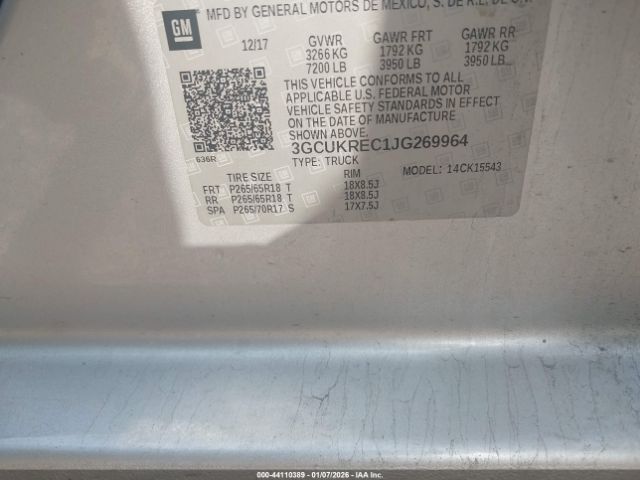 GM
MFD BY GENERAL MOTORS DE MEXICO, S. DE R.L. DE C.V.
12/17 GVWR GAWR FRT GAWR RR
3266 KG 1792 KG 1792 KG
7200 LB 3950 LB 3950 LB
THIS VEHICLE CONFORMS TO ALL
APPLICABLE U.S. FEDERAL MOTOR
VEHICLE SAFETY STANDARDS IN EFFECT
ON THE DATE OF MANUFACTURE
SHOWN ABOVE.
636R 3GCUKREC1JG269964
TYPE: TRUCK MODEL: 14CK15543
TIRE SIZE RIM
FRT P265/65R18 T 18X8.5J
RR P265/65R18 T 18X8.5J
SPA P265/70R17 S 17X7.5J
000-44110389 - 01/07/2026 - IAA Inc.